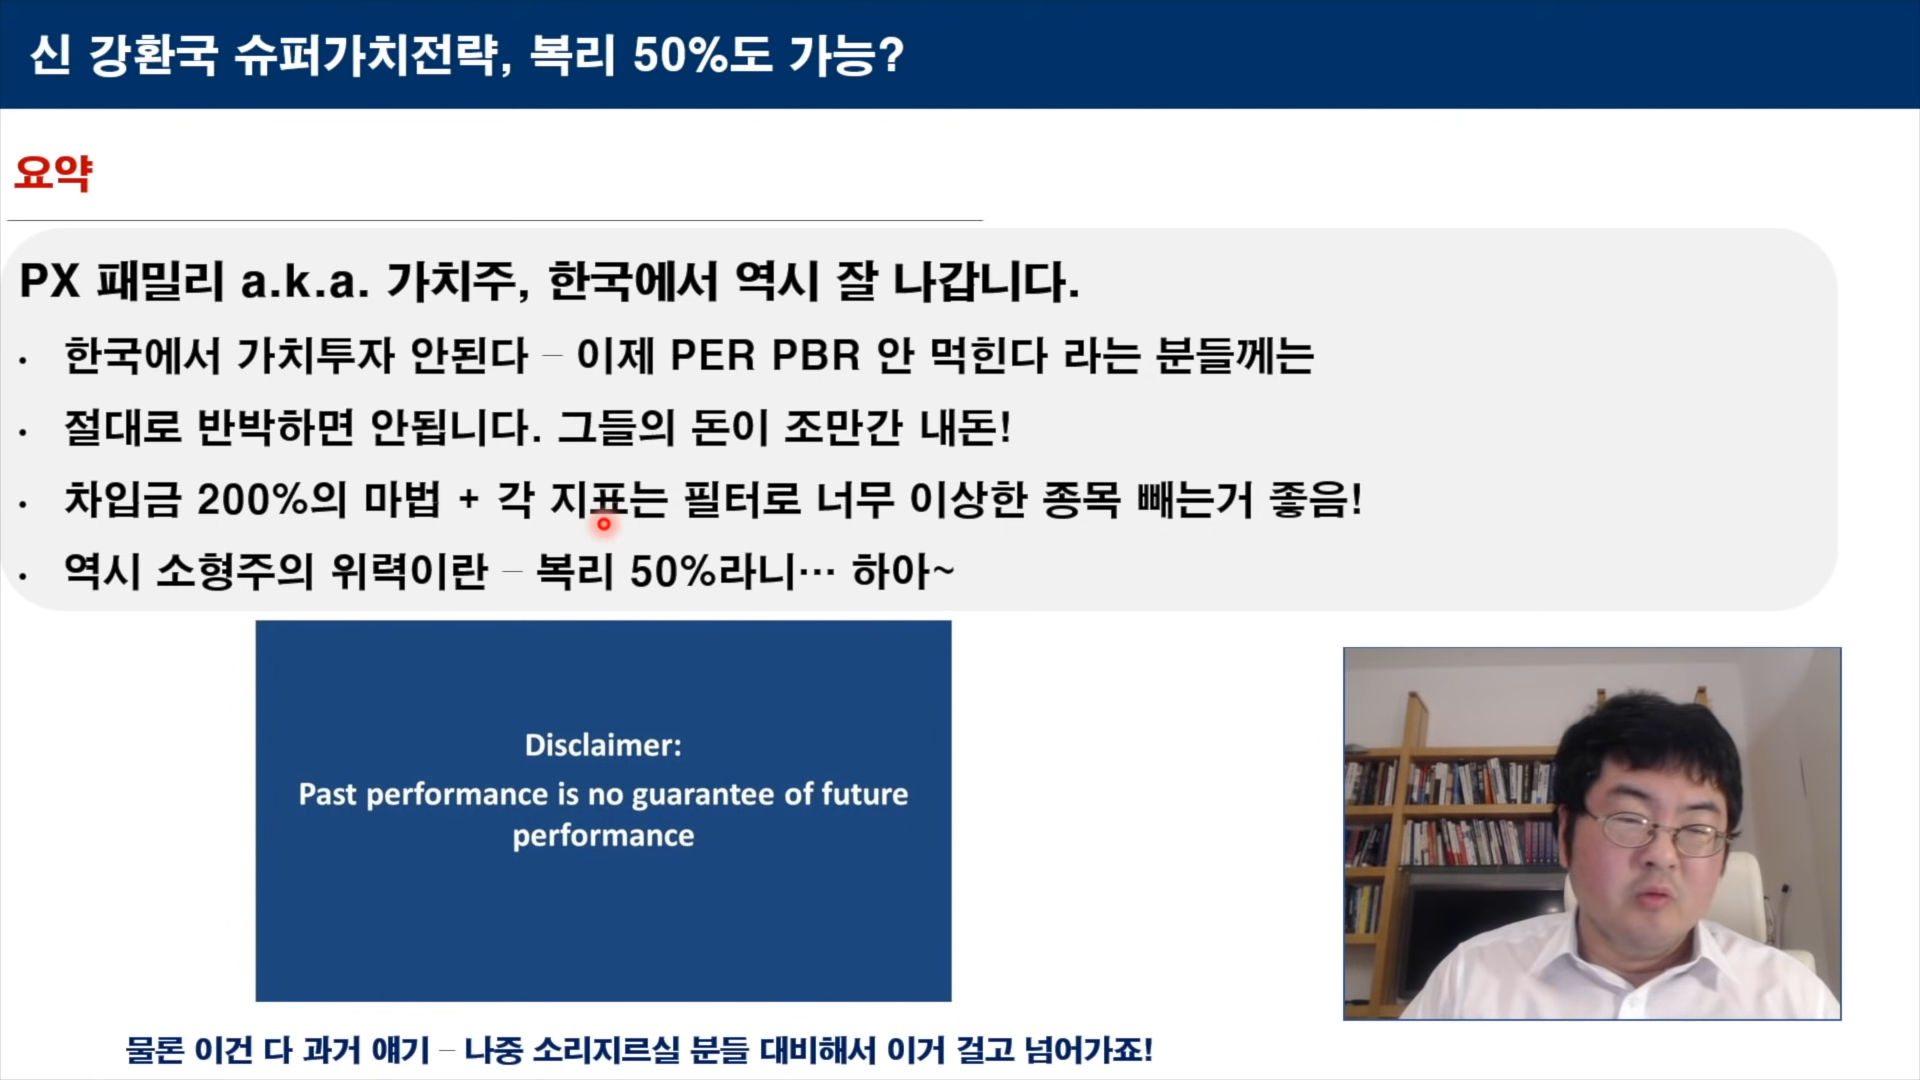 신 강환국 슈퍼가치전략, 복리 50%도 가능?
요약
PX 패밀리 a.k.a. 가치주, 한국에서 역시 잘 나갑니다.
• 한국에서 가치투자 안된다 – 이제 PER PBR 안 먹힌다 라는 분들께는
• 절대로 반박하면 안됩니다. 그들의 돈이 조만간 내돈!
• 차입금 200%의 마법 + 각 지표는 필터로 너무 이상한 종목 빼는거 좋음!
• 역시 소형주의 위력이란 – 복리 50%라니… 하아~
Disclaimer:
Past performance is no guarantee of future
performance
물론 이건 다 과거 얘기 – 나중 소리지르실 분들 대비해서 이거 걸고 넘어가죠!